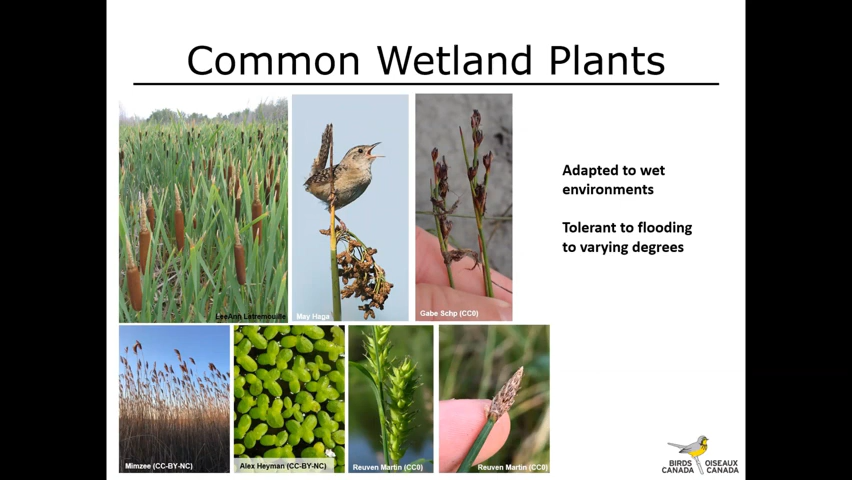 Common Wetland Plants
Adapted to wet
environments
Tolerant to flooding
to varying degrees
LeeAnn Latremouille
May Haga
Gabe Schp (CC0)
Mimzee (CC-BY-NC)
Alex Heyman (CC-BY-NC)
Reuven Martin (CC0)
Reuven Martin (CC0)
BIRDS OISEAUX
CANADA CANADA